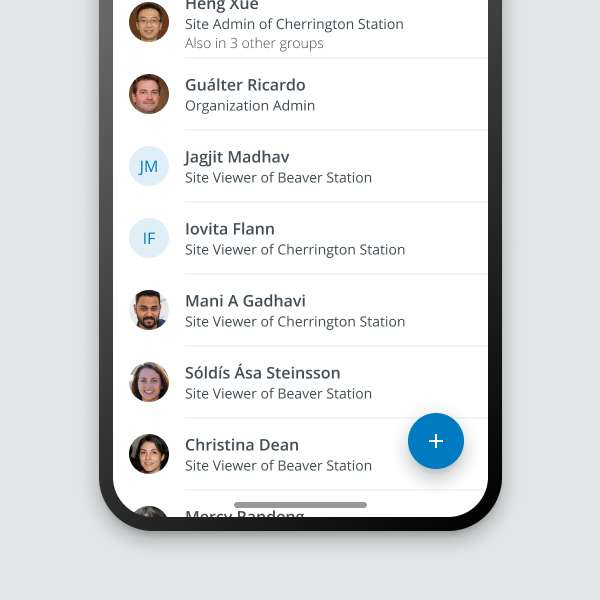 Heng Xue
Site Admin of Cherrington Station
Also in 3 other groups
Guálter Ricardo
Organization Admin
JM
Jagjit Madhav
Site Viewer of Beaver Station
IF
Iovita Flann
Site Viewer of Cherrington Station
Mani A Gadhavi
Site Viewer of Cherrington Station
Sóldís Ása Steinsson
Site Viewer of Beaver Station
Christina Dean
Site Viewer of Beaver Station
Mercy Bandong